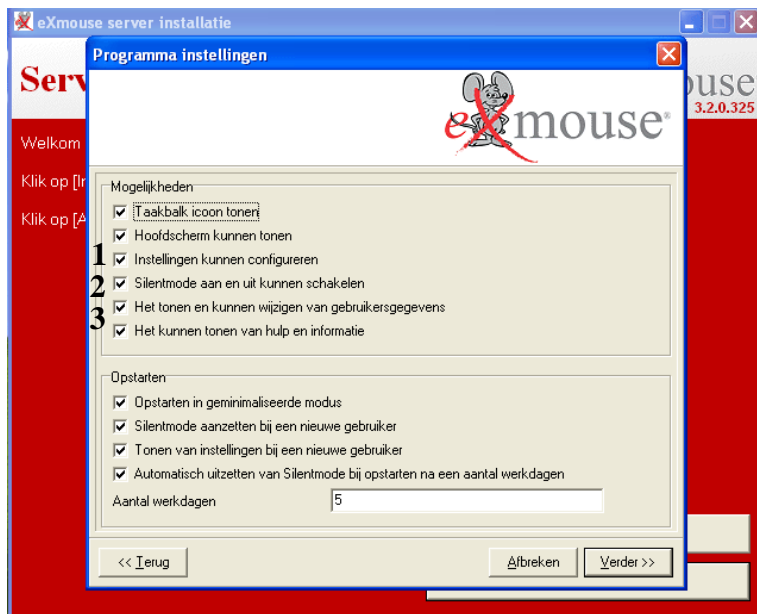 eXmouse server installatie
Programma instellingen
Serv
eXmouse®
ouse
3.2.0.325
Welkom
Klik op [In
Klik op [A
Mogelijkheden
Taakbalk icoon tonen
Hoofdscherm kunnen tonen
1 Instellingen kunnen configureren
2 Silentmode aan en uit kunnen schakelen
3 Het tonen en kunnen wijzigen van gebruikersgegevens
Het kunnen tonen van hulp en informatie
Opstarten
Opstarten in geminimaliseerde modus
Silentmode aanzetten bij een nieuwe gebruiker
Tonen van instellingen bij een nieuwe gebruiker
Automatisch uitzetten van Silentmode bij opstarten na een aantal werkdagen
Aantal werkdagen 5
<< Terug
Afbreken
Verder >>